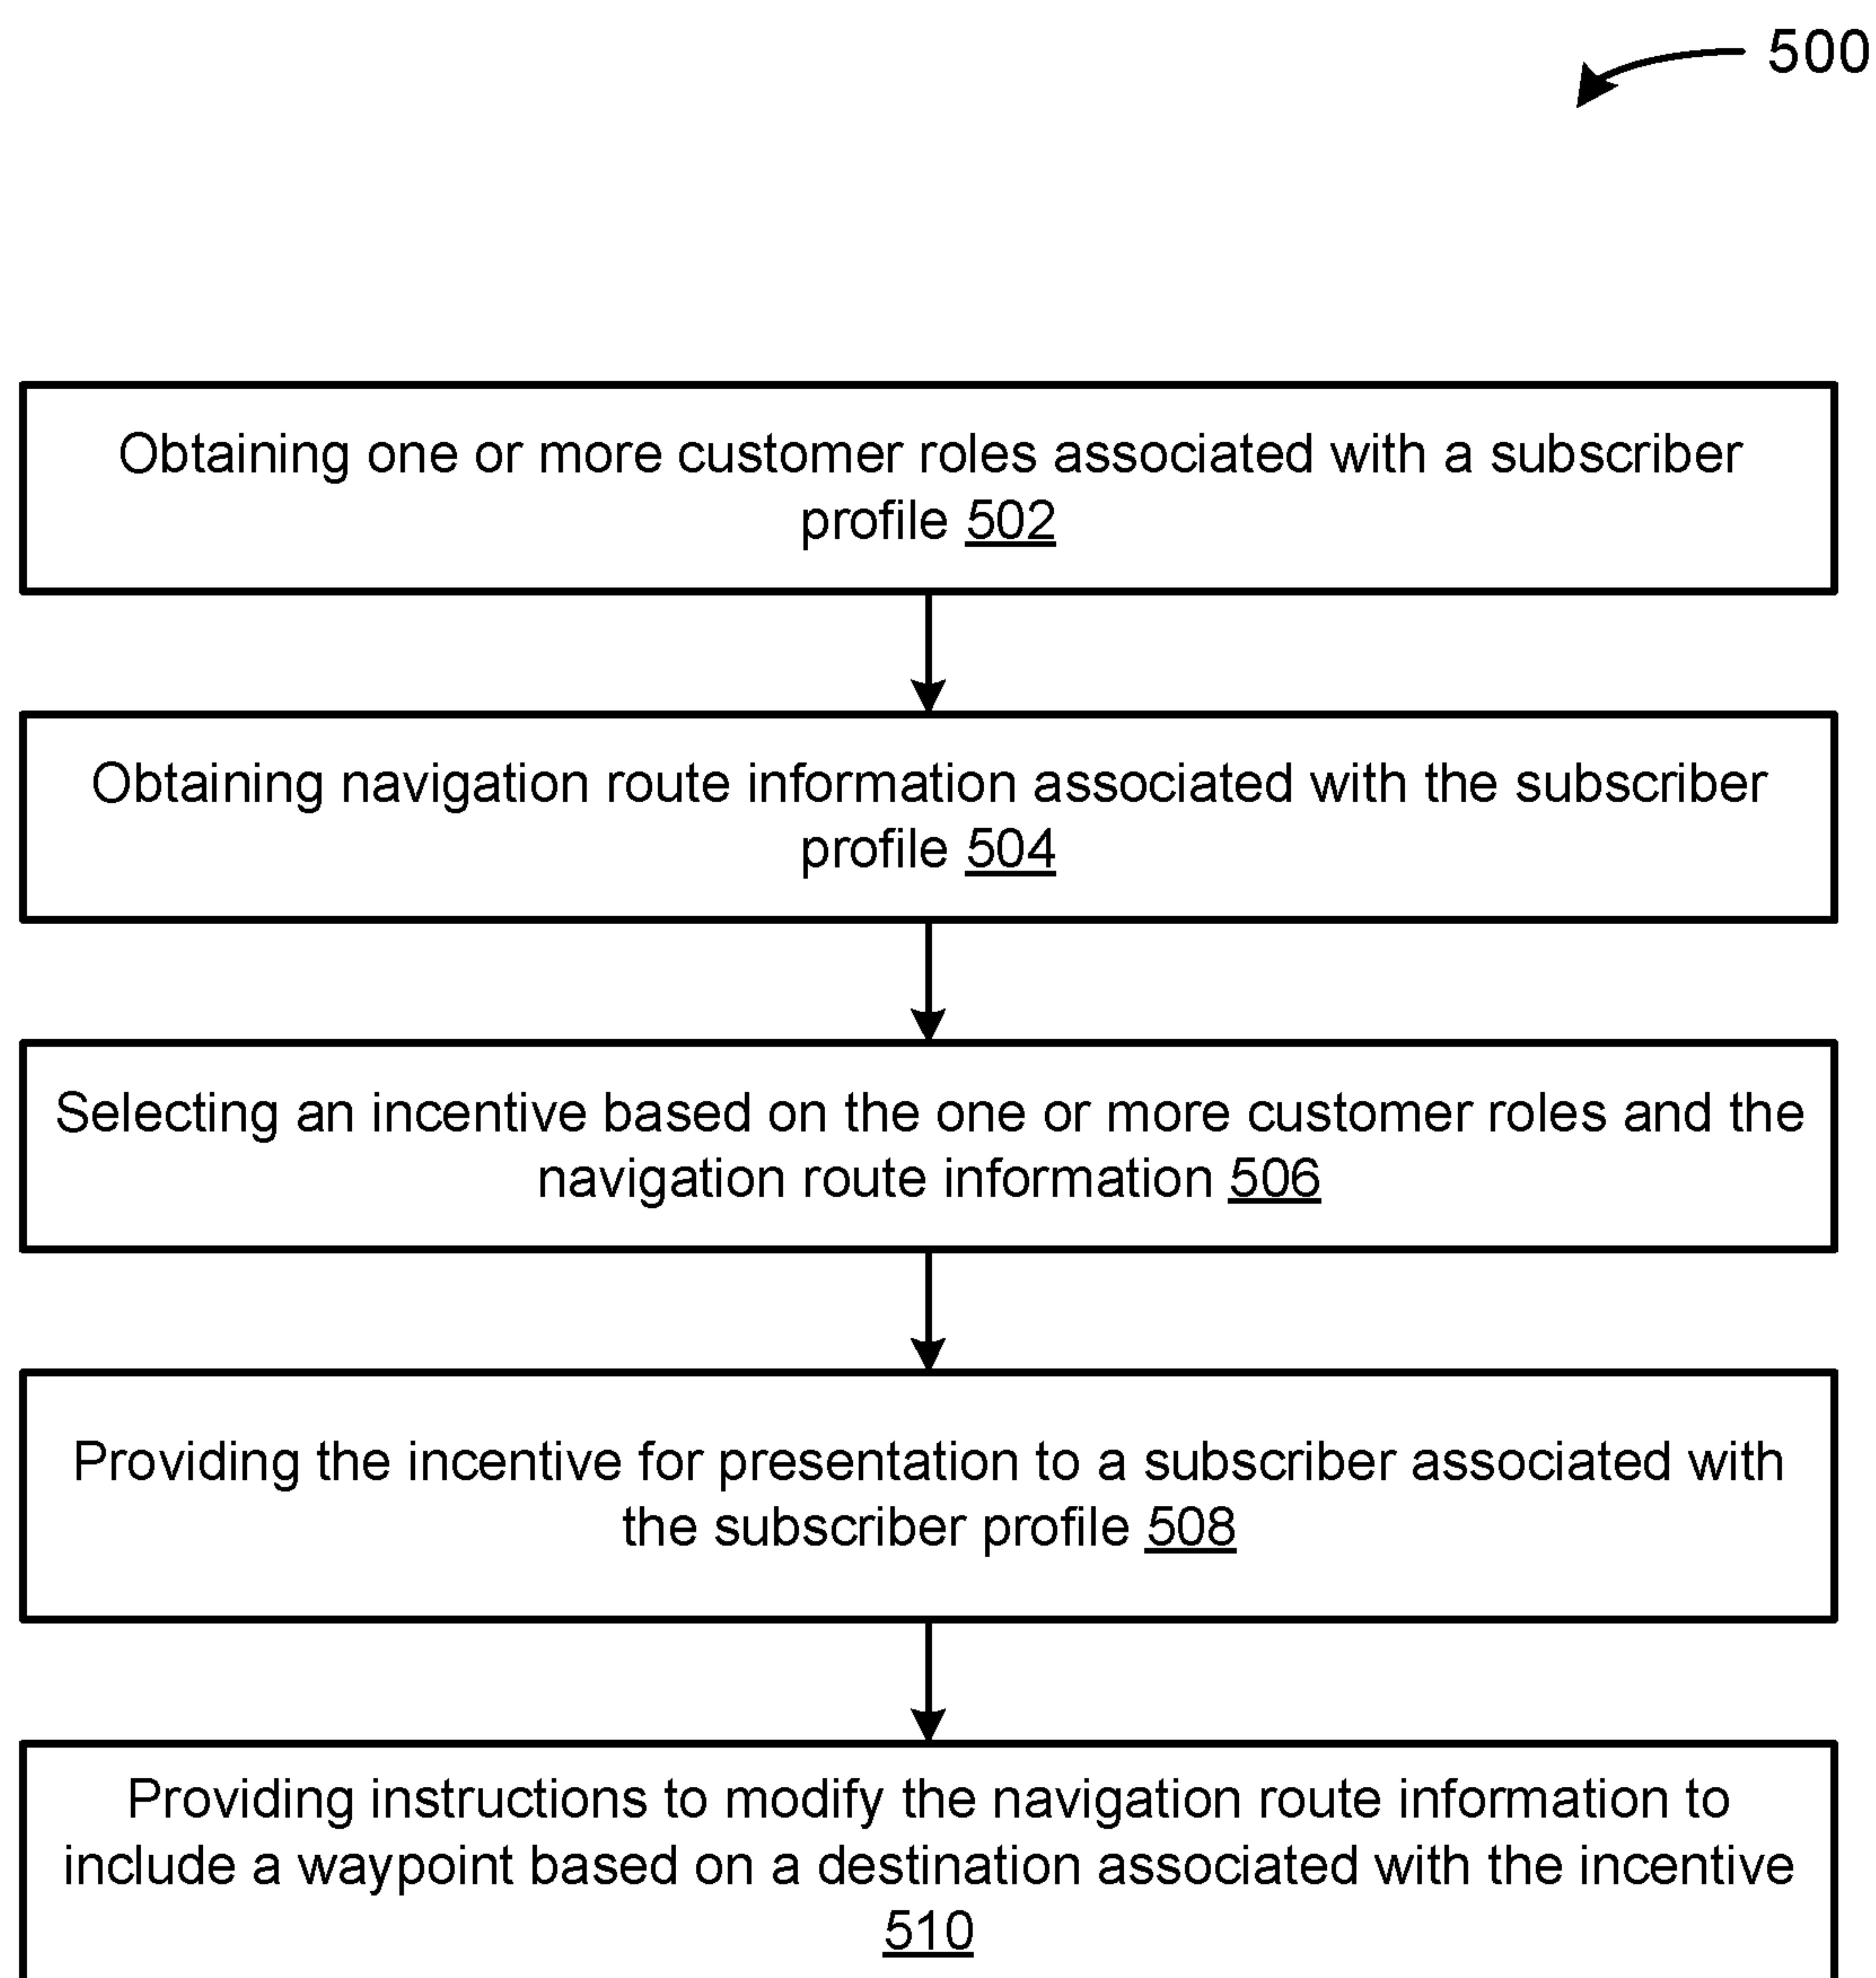 500
Obtaining one or more customer roles associated with a subscriber
profile 502
Obtaining navigation route information associated with the subscriber
profile 504
Selecting an incentive based on the one or more customer roles and the
navigation route information 506
Providing the incentive for presentation to a subscriber associated with
the subscriber profile 508
Providing instructions to modify the navigation route information to
include a waypoint based on a destination associated with the incentive
510